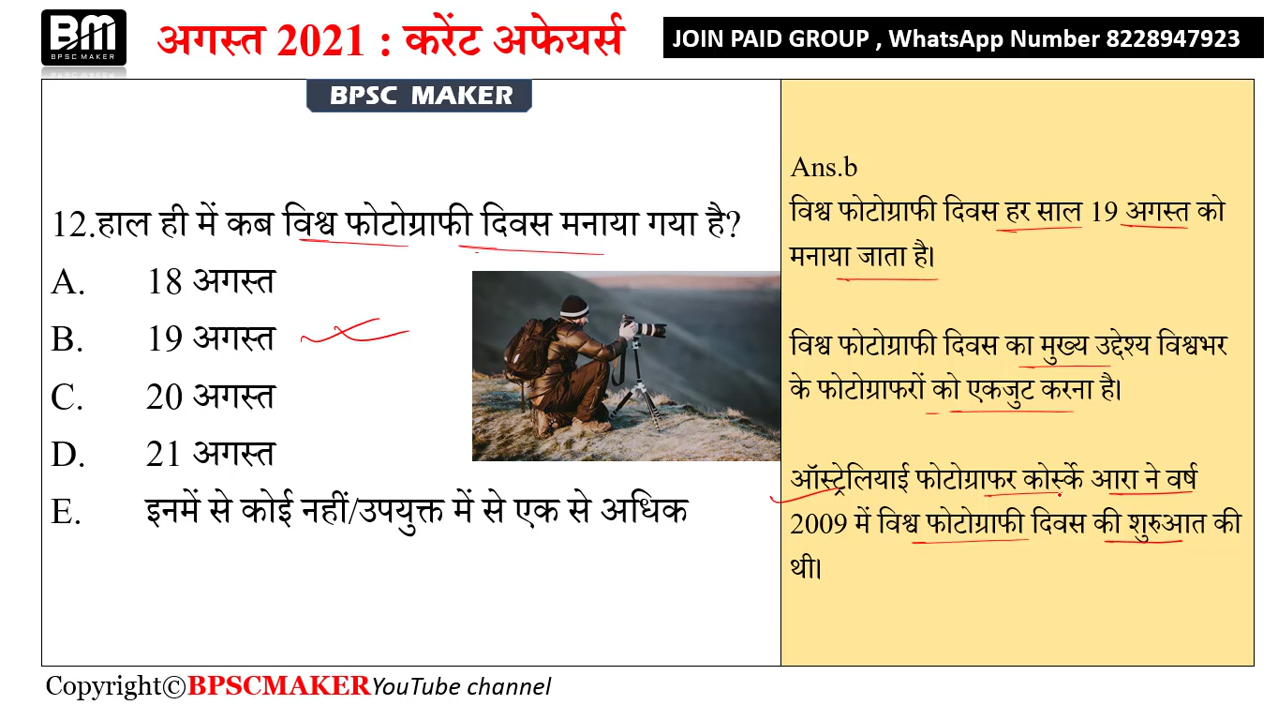 BM
BPSC MAKER
अगस्त 2021 : करेंट अफेयर्स
JOIN PAID GROUP , WhatsApp Number 8228947923
BPSC MAKER
12.हाल ही में कब विश्व फोटोग्राफी दिवस मनाया गया है?
A. 18 अगस्त
B. 19 अगस्त
C. 20 अगस्त
D. 21 अगस्त
E. इनमें से कोई नहीं/उपयुक्त में से एक से अधिक
Ans.b
विश्व फोटोग्राफी दिवस हर साल 19 अगस्त को
मनाया जाता है।
विश्व फोटोग्राफी दिवस का मुख्य उद्देश्य विश्वभर
के फोटोग्राफरों को एकजुट करना है।
ऑस्ट्रेलियाई फोटोग्राफर कोर्स्के आरा ने वर्ष
2009 में विश्व फोटोग्राफी दिवस की शुरुआत की
थी।
Copyright©BPSCMAKERYouTube channel